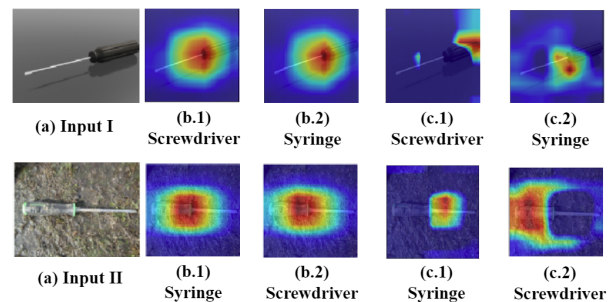 (a) Input I
(b.1)
Screwdriver
(b.2)
Syringe
(c.1)
Screwdriver
(c.2)
Syringe
(a) Input II
(b.1)
Syringe
(b.2)
Screwdriver
(c.1)
Syringe
(c.2)
Screwdriver